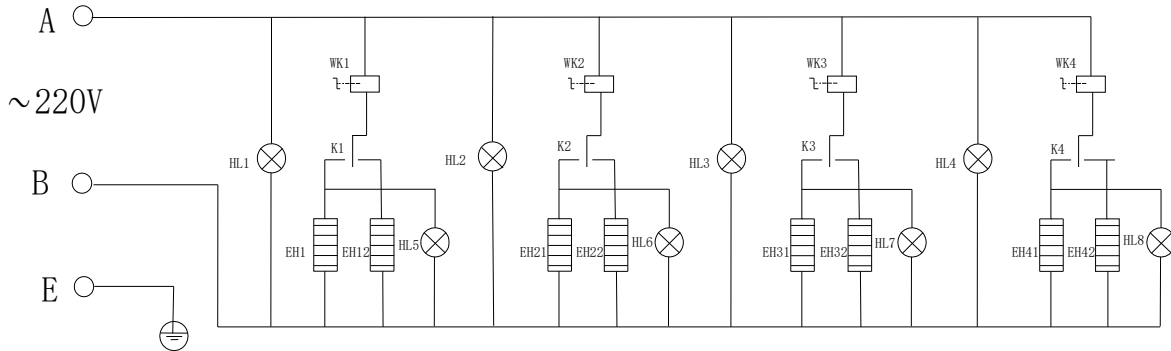 A
WK1
WK2
WK3
WK4
~220V
HL1
K1
HL2
K2
HL3
K3
HL4
K4
B
EH1
EH12
HL5
EH21
EH22
HL6
EH31
EH32
HL7
EH41
EH42
HL8
E